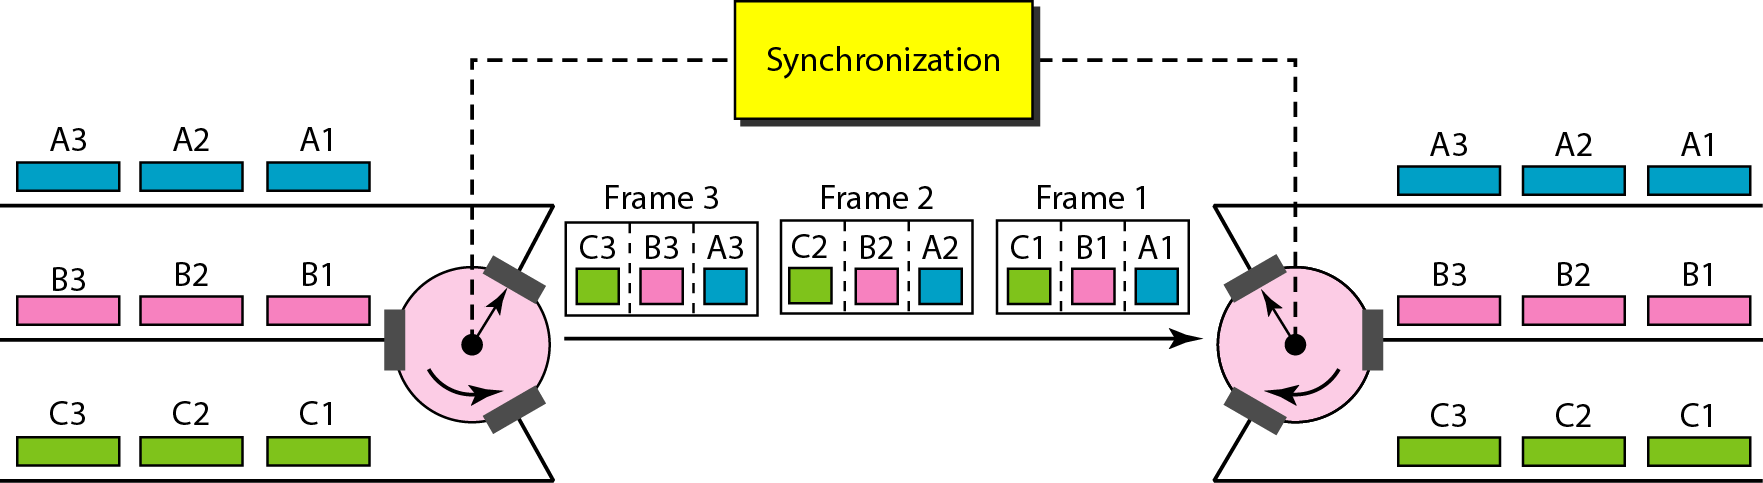 Synchronization
A3 A2 A1
A3 A2 A1
Frame 3 Frame 2 Frame 1
C3 B3 A3 C2 B2 A2 C1 B1 A1
B3 B2 B1
B3 B2 B1
C3 C2 C1
C3 C2 C1